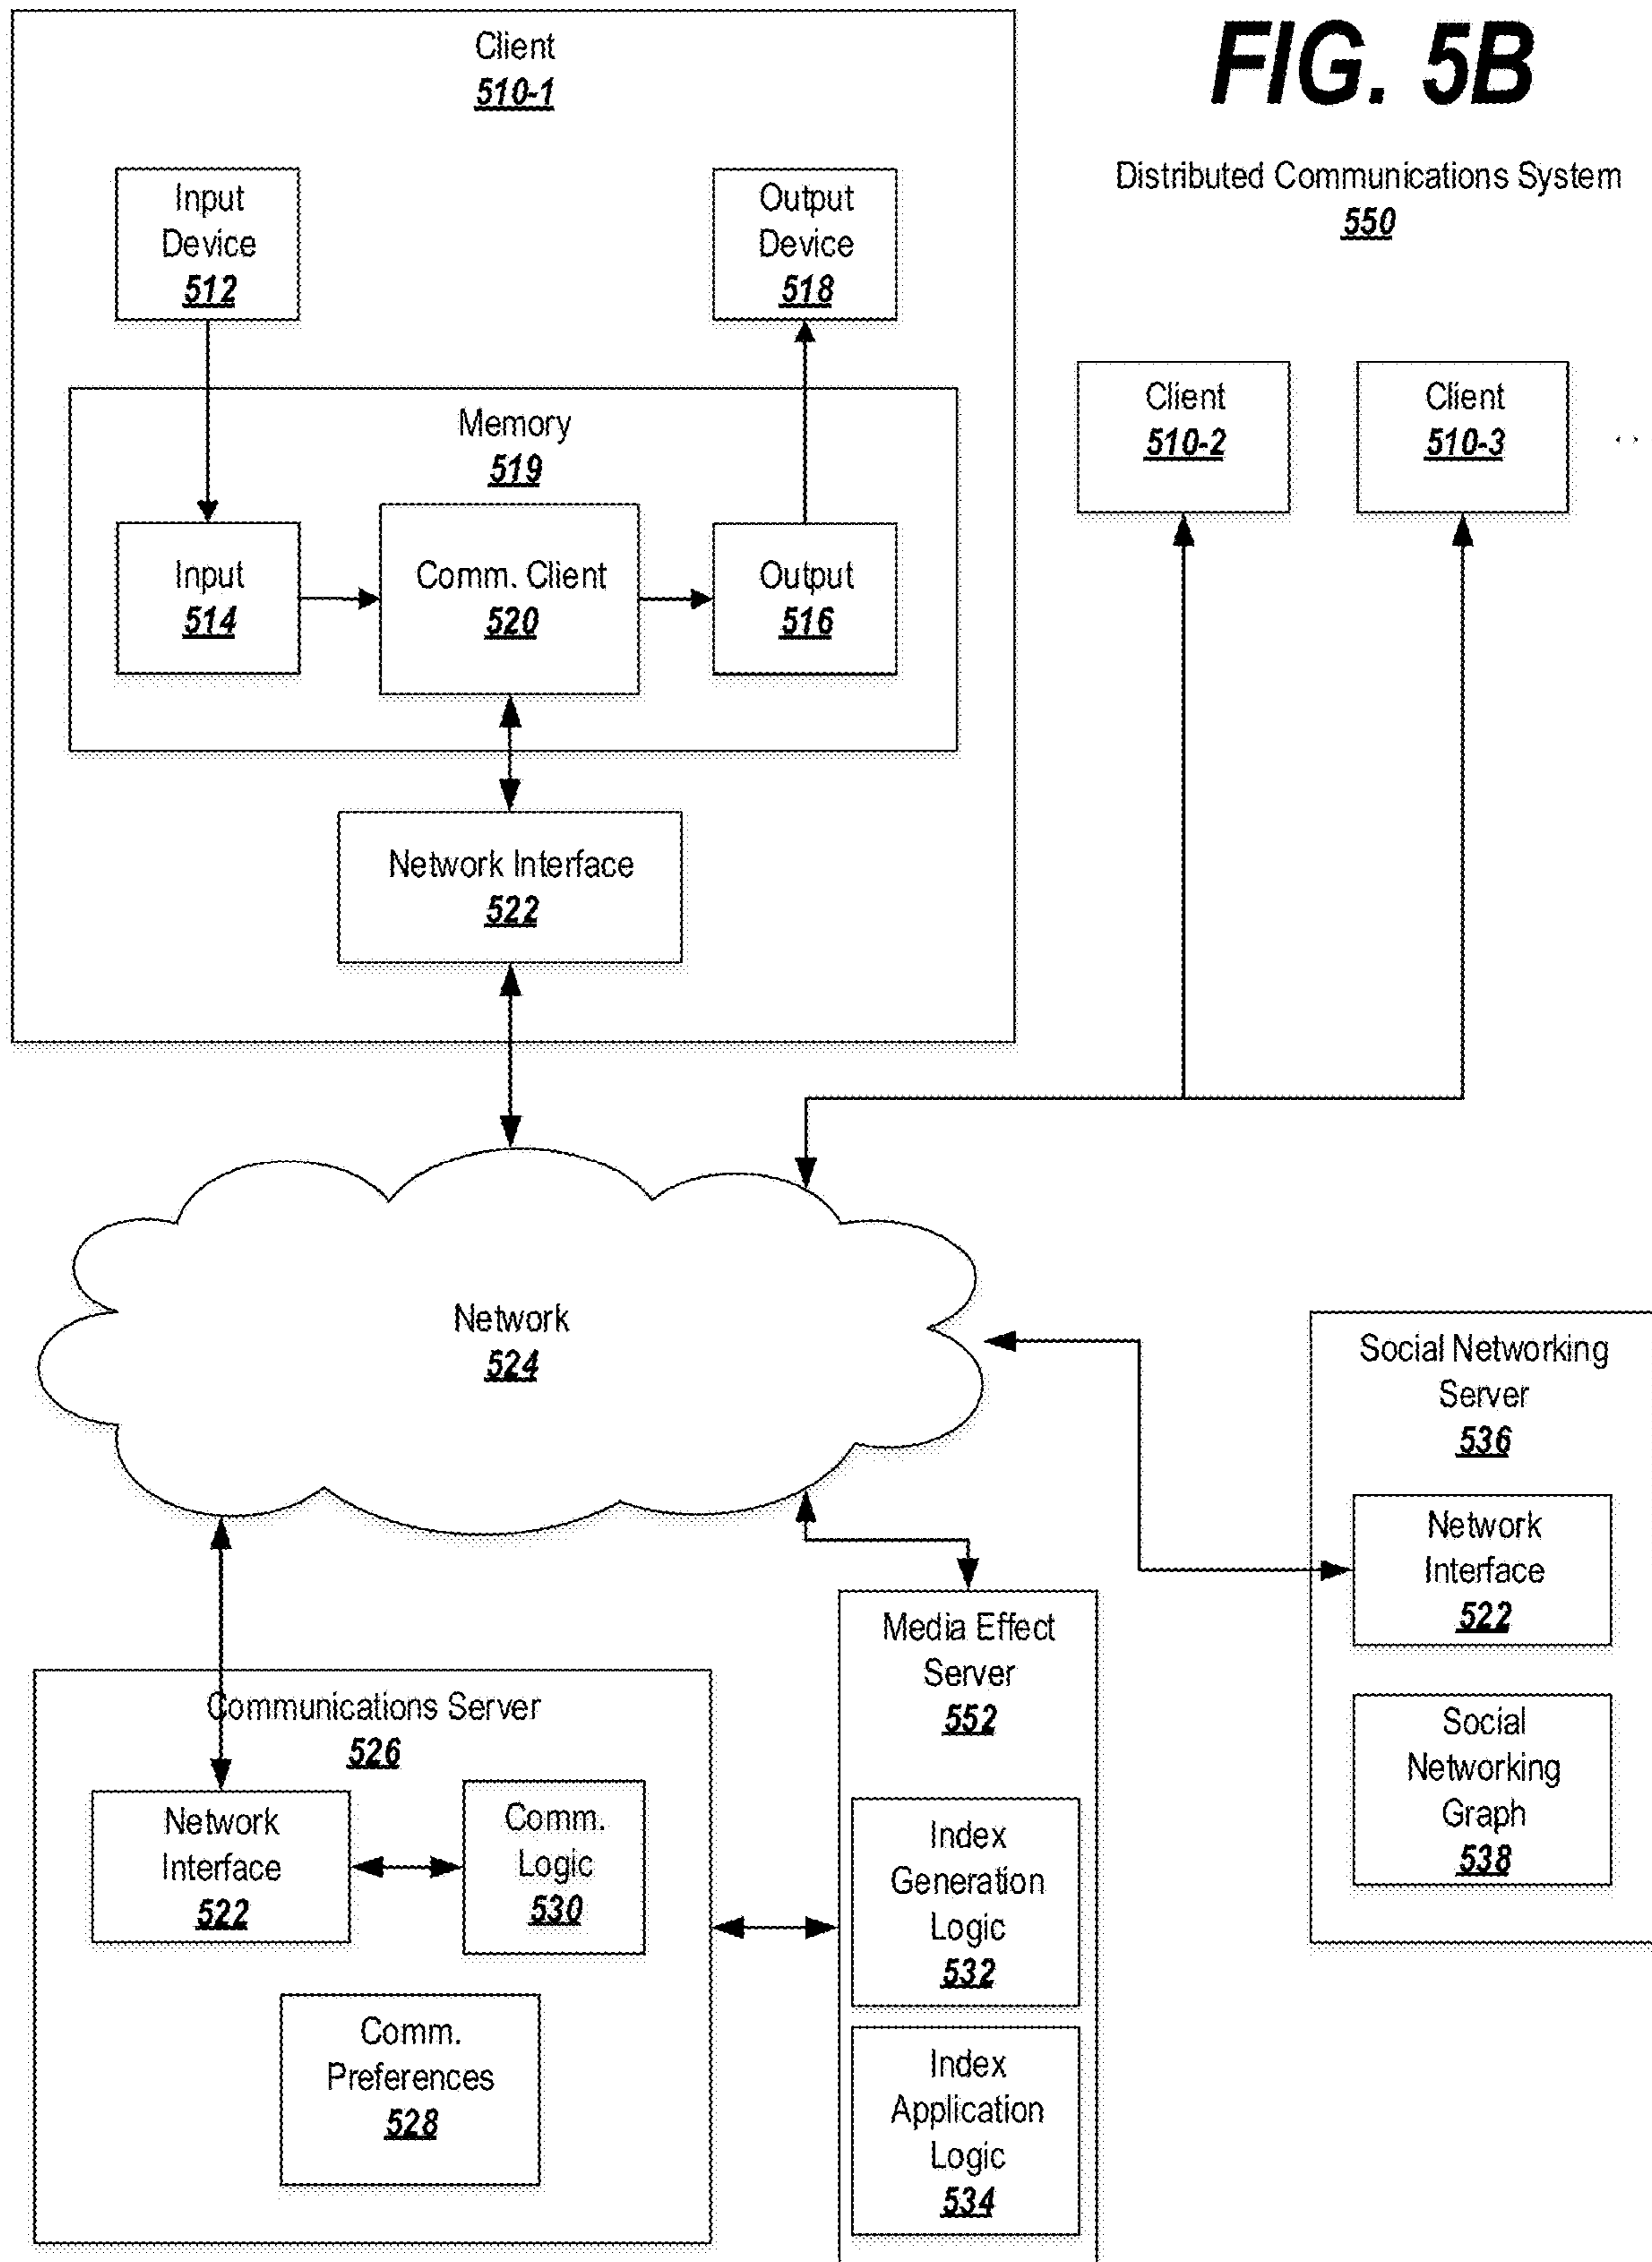 FIG. 5B
Distributed Communications System
550
Client
510-1
Input
Device
512
Output
Device
518
Memory
519
Input
514
Comm. Client
520
Output
516
Network Interface
522
Client
510-2
Client
510-3
Network
524
Social Networking
Server
536
Network
Interface
522
Social
Networking
Graph
538
Communications Server
526
Network
Interface
522
Comm.
Logic
530
Comm.
Preferences
528
Media Effect
Server
552
Index
Generation
Logic
532
Index
Application
Logic
534